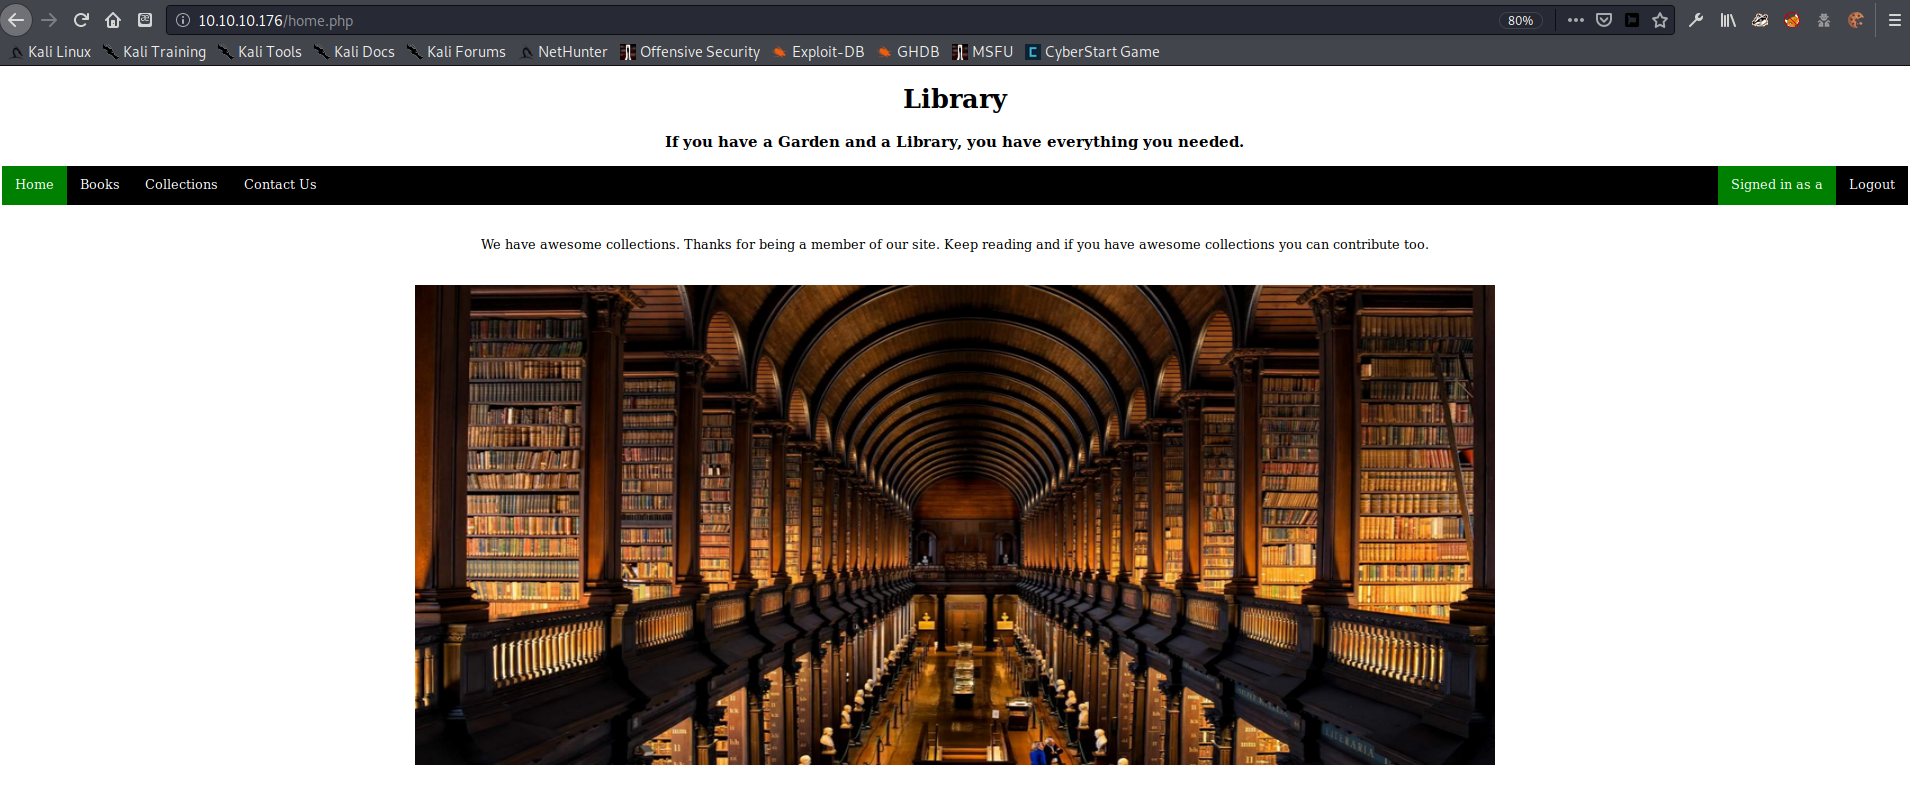 10.10.10.176/home.php 80%
Kali Linux Kali Training Kali Tools Kali Docs Kali Forums NetHunter Offensive Security Exploit-DB GHDB MSFU CyberStart Game
Library
If you have a Garden and a Library, you have everything you needed.
Home Books Collections Contact Us Signed in as a Logout
We have awesome collections. Thanks for being a member of our site. Keep reading and if you have awesome collections you can contribute too.